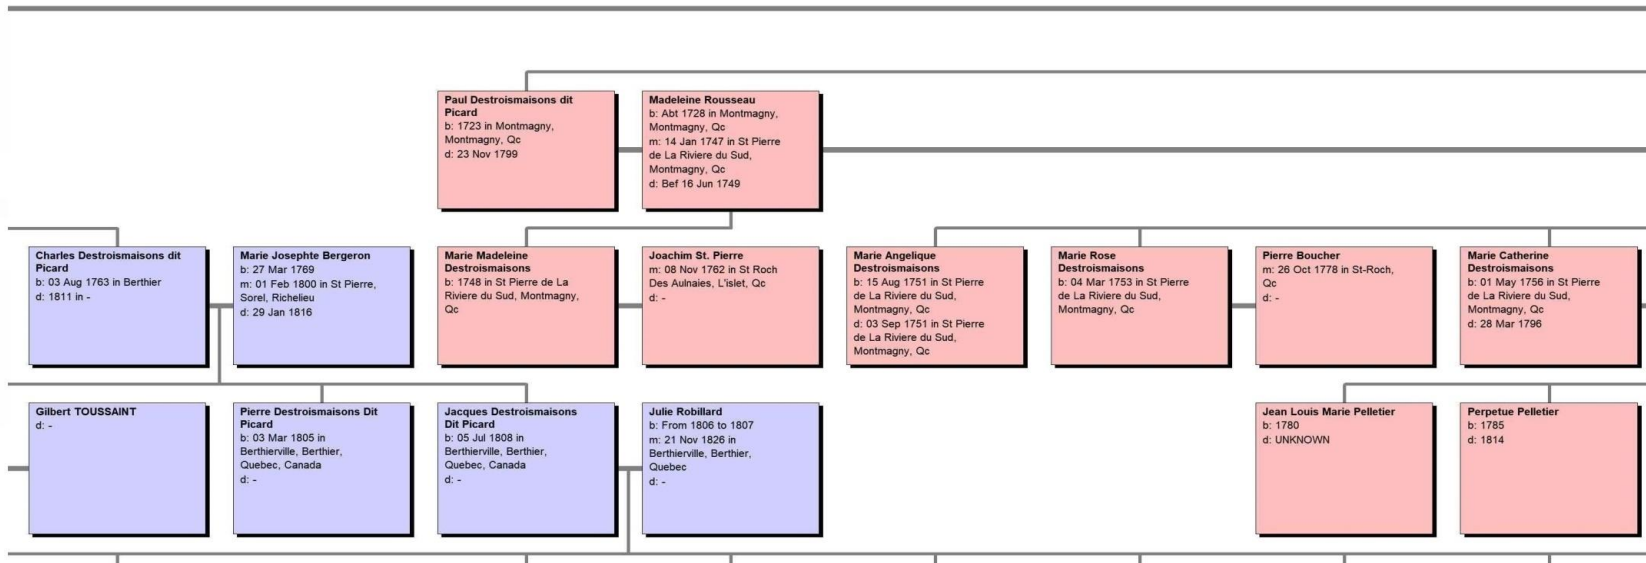 Paul Destroismaisons dit
Picard
b: 1723 in Montmagny,
Montmagny, Qc
d: 23 Nov 1799
Madeleine Rousseau
b: Abt 1728 in Montmagny,
Montmagny, Qc
m: 14 Jan 1747 in St Pierre
de La Riviere du Sud,
Montmagny, Qc
d: Bef 16 Jun 1749
Charles Destroismaisons dit
Picard
b: 03 Aug 1763 in Berthier
d: 1811 in -
Marie Josephte Bergeron
b: 27 Mar 1769
m: 01 Feb 1800 in St Pierre,
Sorel, Richelieu
d: 29 Jan 1816
Marie Madeleine
Destroismaisons
b: 1748 in St Pierre de La
Riviere du Sud, Montmagny,
Qc
Joachim St. Pierre
m: 08 Nov 1762 in St Roch
Des Aulnaies, L'islet, Qc
d: -
Marie Angelique
Destroismaisons
b: 15 Aug 1751 in St Pierre
de La Riviere du Sud,
Montmagny, Qc
d: 03 Sep 1751 in St Pierre
de La Riviere du Sud,
Montmagny, Qc
Marie Rose
Destroismaisons
b: 04 Mar 1753 in St Pierre
de La Riviere du Sud,
Montmagny, Qc
Pierre Boucher
m: 26 Oct 1778 in St-Roch,
Qc
d: -
Marie Catherine
Destroismaisons
b: 01 May 1756 in St Pierre
de La Riviere du Sud,
Montmagny, Qc
d: 28 Mar 1796
Gilbert TOUSSAINT
d: -
Pierre Destroismaisons Dit
Picard
b: 03 Mar 1805 in
Berthierville, Berthier,
Quebec, Canada
d: -
Jacques Destroismaisons
Dit Picard
b: 05 Jul 1808 in
Berthierville, Berthier,
Quebec, Canada
d: -
Julie Robillard
b: From 1806 to 1807
m: 21 Nov 1826 in
Berthierville, Berthier,
Quebec
d: -
Jean Louis Marie Pelletier
b: 1780
d: UNKNOWN
Perpetue Pelletier
b: 1785
d: 1814